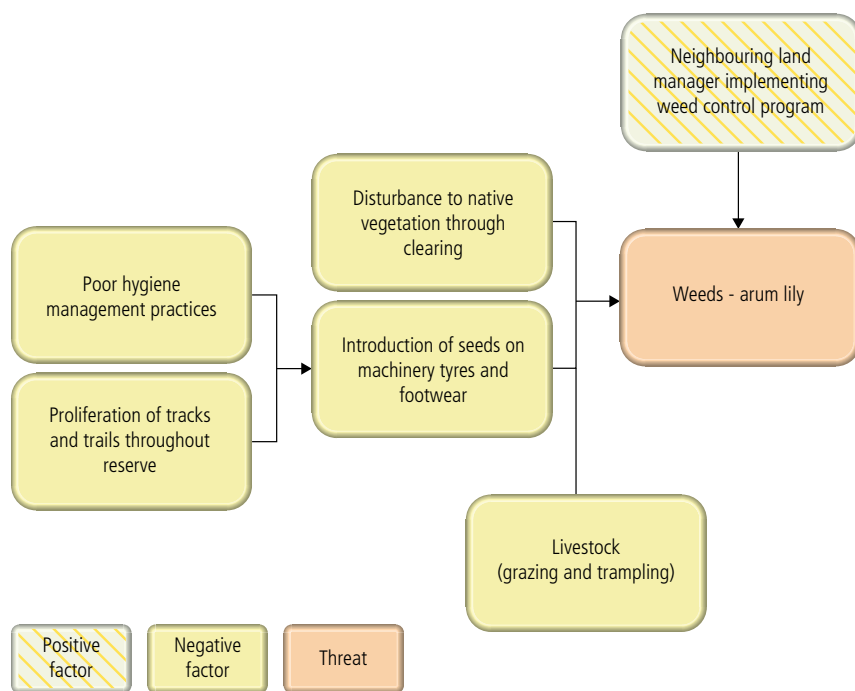 Neighbouring land
manager implementing
weed control program
Disturbance to native
vegetation through
clearing
Poor hygiene
management practices
Weeds - arum lily
Introduction of seeds on
machinery tyres and
footwear
Proliferation of tracks
and trails throughout
reserve
Livestock
(grazing and trampling)
Positive
factor
Negative
factor
Threat